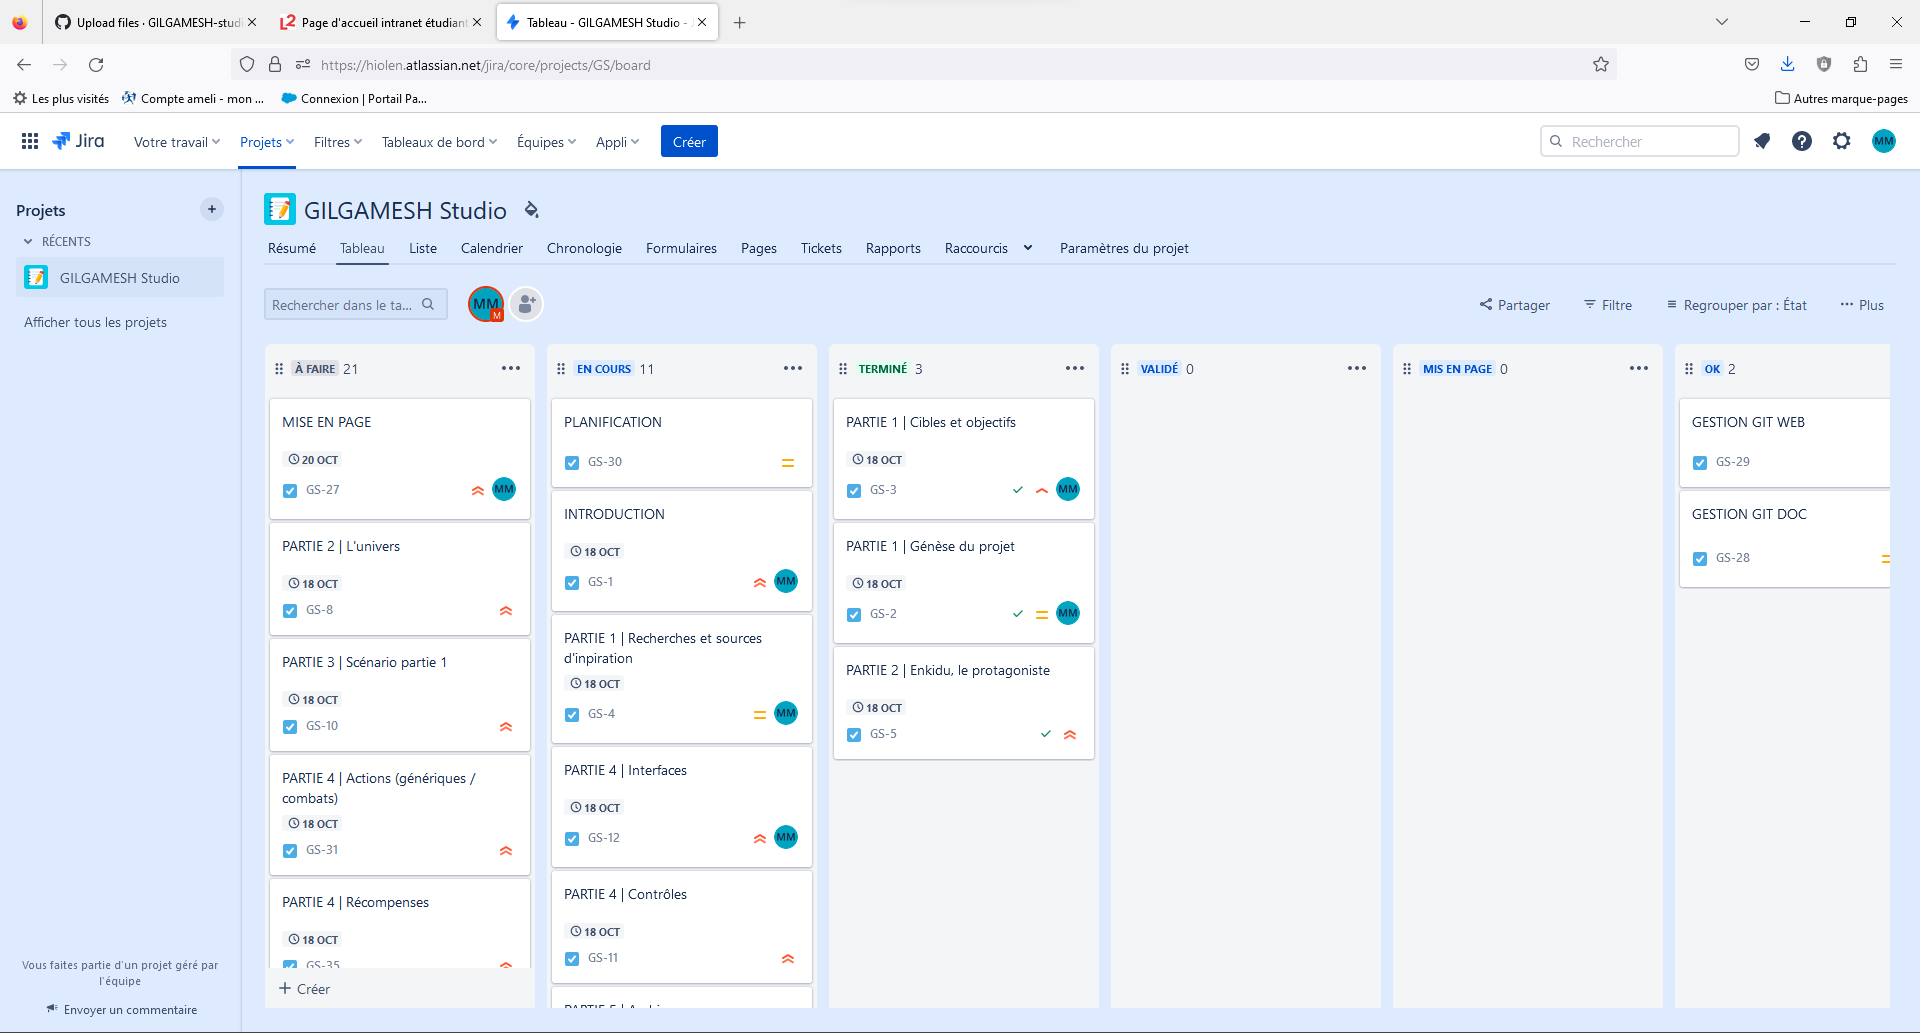 Upload files · GILGAMESH-studi
Page d'accueil intranet étudiant
Tableau - GILGAMESH Studio -
https://hiolen.atlassian.net/jira/core/projects/GS/board
Les plus visités
Compte ameli - mon ...
Connexion | Portail Pa...
Autres marque-pages
Jira
Votre travail
Projets
Filtres
Tableaux de bord
Équipes
Appli
Créer
Rechercher
MM
Projets
RÉCENTS
GILGAMESH Studio
Afficher tous les projets
GILGAMESH Studio
Résumé
Tableau
Liste
Calendrier
Chronologie
Formulaires
Pages
Tickets
Rapports
Raccourcis
Paramètres du projet
Rechercher dans le ta...
MM
M
Partager
Filtre
Regrouper par : État
Plus
À FAIRE 21
MISE EN PAGE
20 OCT
GS-27
MM
PARTIE 2 | L'univers
18 OCT
GS-8
PARTIE 3 | Scénario partie 1
18 OCT
GS-10
PARTIE 4 | Actions (génériques /
combats)
18 OCT
GS-31
PARTIE 4 | Récompenses
18 OCT
GS-35
Créer
EN COURS 11
PLANIFICATION
GS-30
INTRODUCTION
18 OCT
GS-1
MM
PARTIE 1 | Recherches et sources
d'inpiration
18 OCT
GS-4
MM
PARTIE 4 | Interfaces
18 OCT
GS-12
MM
PARTIE 4 | Contrôles
18 OCT
GS-11
TERMINÉ 3
PARTIE 1 | Cibles et objectifs
18 OCT
GS-3
MM
PARTIE 1 | Génèse du projet
18 OCT
GS-2
MM
PARTIE 2 | Enkidu, le protagoniste
18 OCT
GS-5
VALIDÉ 0
MIS EN PAGE 0
OK 2
GESTION GIT WEB
GS-29
GESTION GIT DOC
GS-28
Vous faites partie d'un projet géré par
l'équipe
Envoyer un commentaire